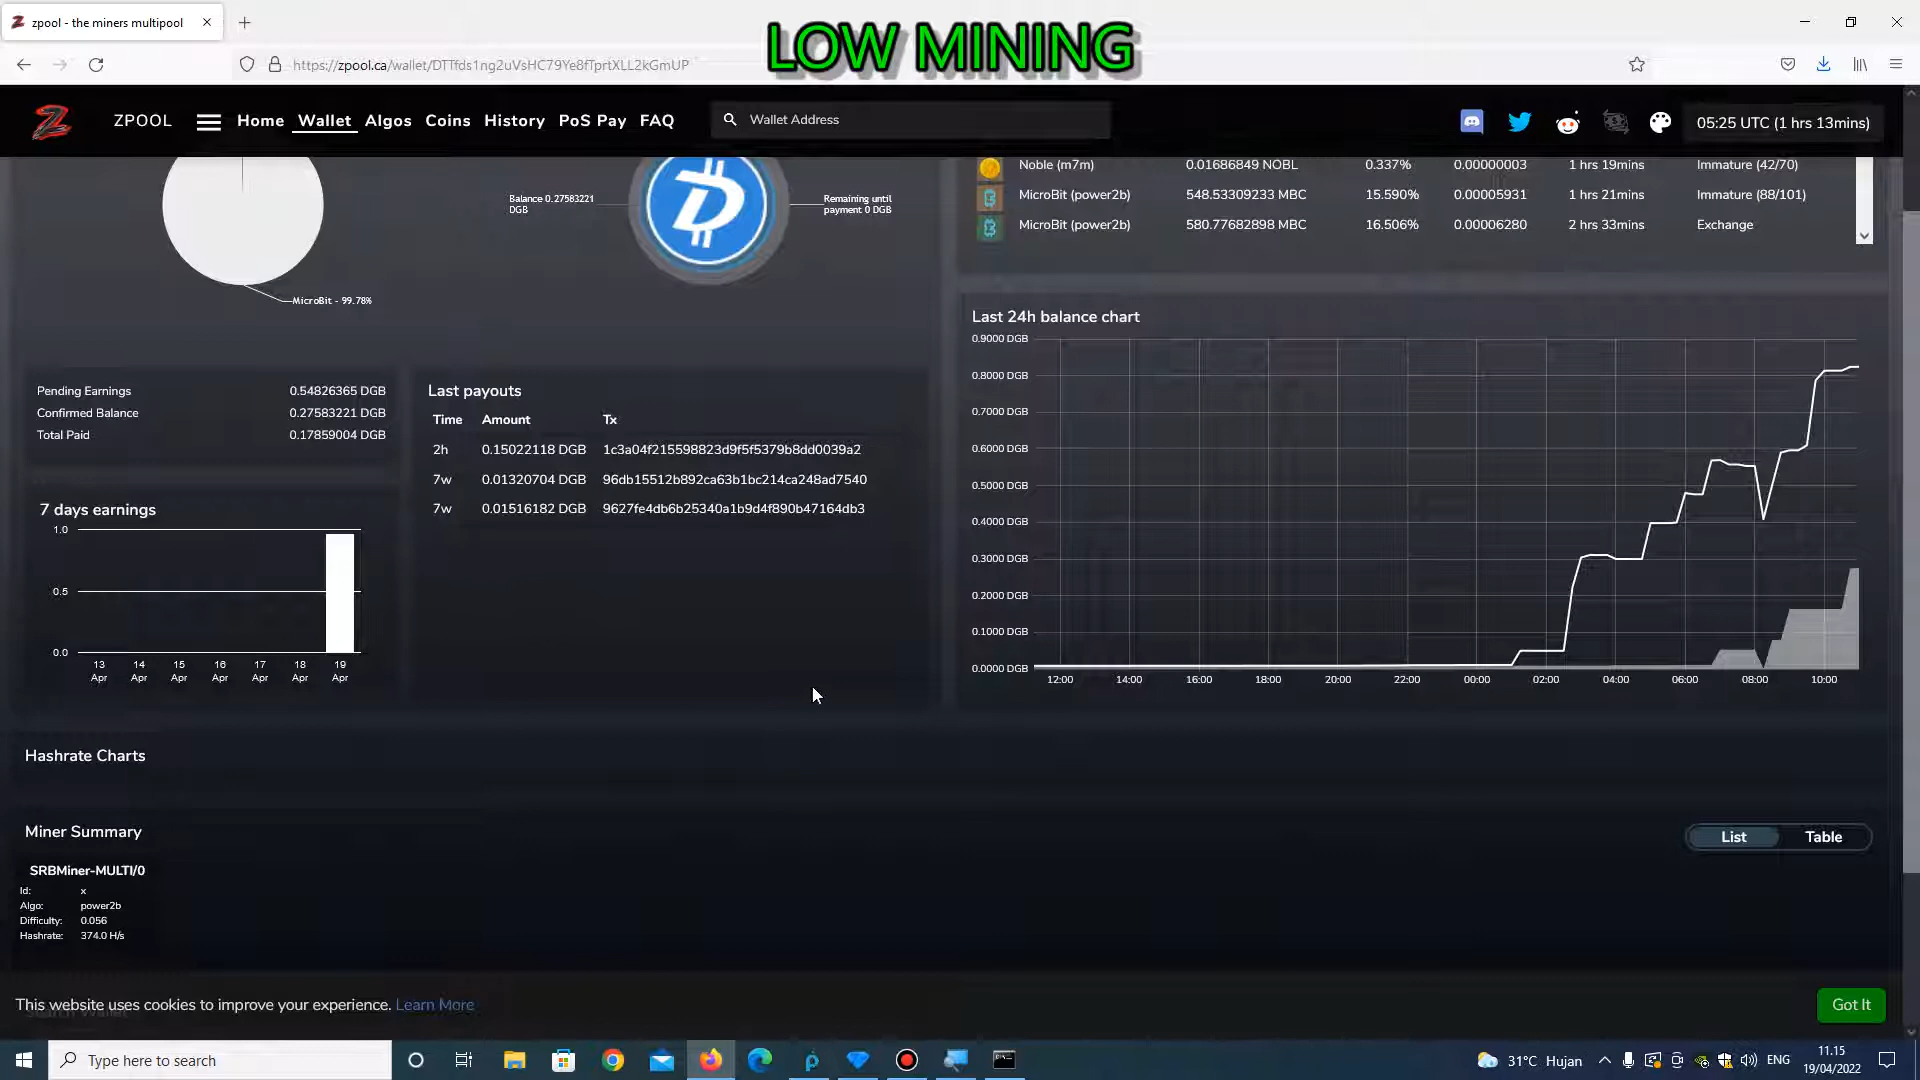 zpool - the miners multipool
LOW MINING
https://zpool.ca/wallet/DTTfds1ng2uVsHC79Ye8fTprtXLL2kGmUP
ZPOOL Home Wallet Algos Coins History PoS Pay FAQ Wallet Address 05:25 UTC (1 hrs 13mins)
Noble (m7m) 0.01686849 NOBL 0.337% 0.00000003 1 hrs 19mins Immature (42/70)
MicroBit (power2b) 548.53309233 MBC 15.590% 0.00005931 1 hrs 21mins Immature (88/101)
MicroBit (power2b) 580.77682898 MBC 16.506% 0.00006280 2 hrs 33mins Exchange
Balance 0.27583221
DGB
Remaining until
payment 0 DGB
MicroBit - 99.78%
Pending Earnings 0.54826365 DGB
Confirmed Balance 0.27583221 DGB
Total Paid 0.17859004 DGB
Last payouts
Time Amount Tx
2h 0.15022118 DGB 1c3a04f215598823d9f5f5379b8dd0039a2
7w 0.01320704 DGB 96db15512b892ca63b1bc214ca248ad7540
7w 0.01516182 DGB 9627fe4db6b25340a1b9d4f890b47164db3
7 days earnings
1.0
0.5
0.0
13 14 15 16 17 18 19
Apr Apr Apr Apr Apr Apr Apr
Last 24h balance chart
0.9000 DGB
0.8000 DGB
0.7000 DGB
0.6000 DGB
0.5000 DGB
0.4000 DGB
0.3000 DGB
0.2000 DGB
0.1000 DGB
0.0000 DGB
12:00 14:00 16:00 18:00 20:00 22:00 00:00 02:00 04:00 06:00 08:00 10:00
Hashrate Charts
Miner Summary
List Table
SRBMiner-MULTI/0
Id: x
Algo: power2b
Difficulty: 0.056
Hashrate: 374.0 H/s
This website uses cookies to improve your experience. Learn More
Got It
Search Wallet
Type here to search
31°C Hujan
ENG
11.15
19/04/2022